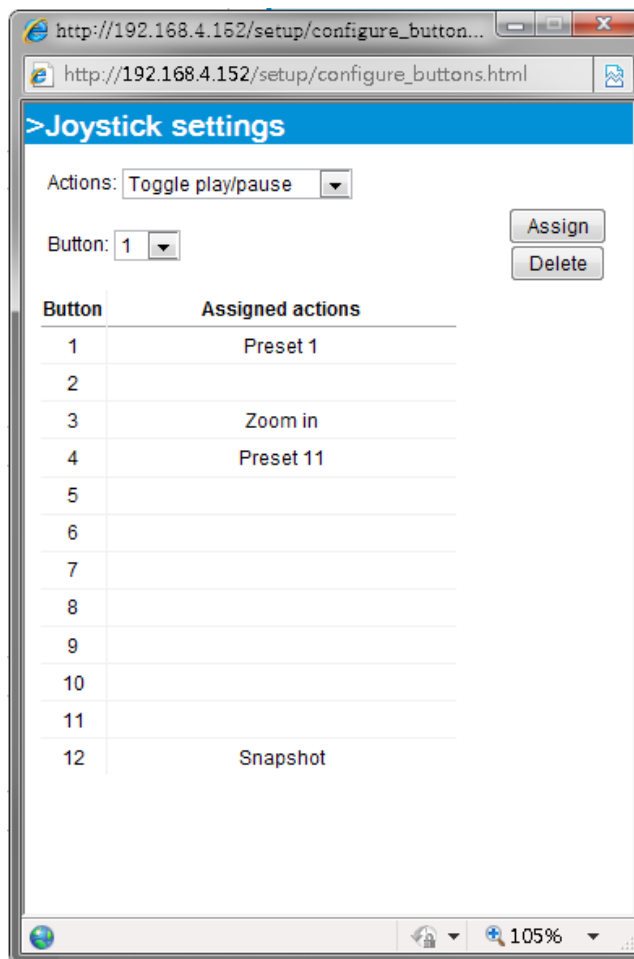 http://192.168.4.152/setup/configure_button...
http://192.168.4.152/setup/configure_buttons.html
>Joystick settings
Actions: Toggle play/pause
Button: 1
Assign
Delete
Button Assigned actions
1 Preset 1
2
3 Zoom in
4 Preset 11
5
6
7
8
9
10
11
12 Snapshot
105%